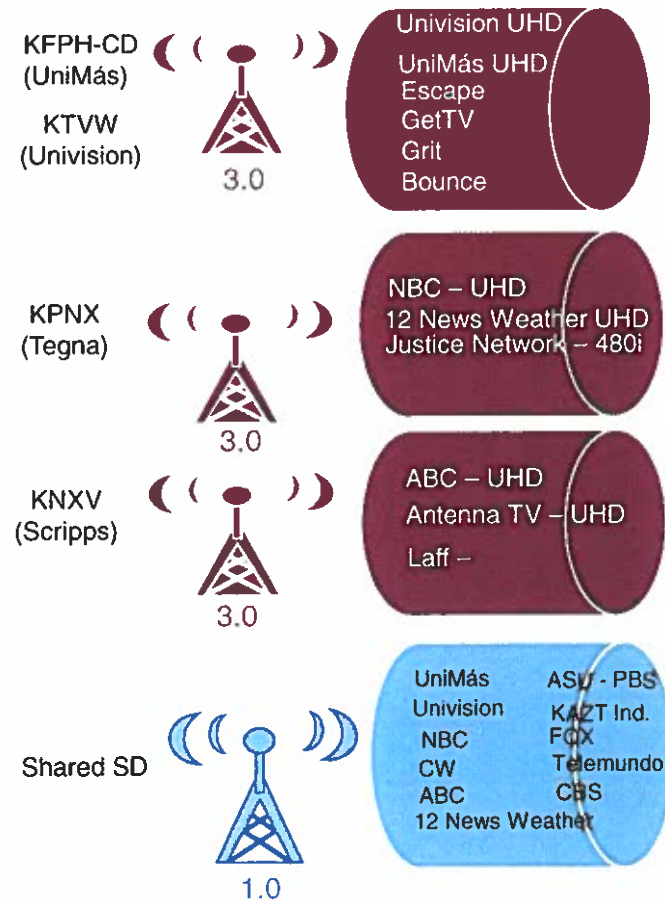 KFPH-CD
(UniMás)
KTVW
(Univision)
3.0
Univision UHD
UniMás UHD
Escape
GetTV
Grit
Bounce
KPNX
(Tegna)
3.0
NBC – UHD
12 News Weather UHD
Justice Network – 480i
KNXV
(Scripps)
3.0
ABC – UHD
Antenna TV – UHD
Laff –
Shared SD
1.0
UniMás ASU - PBS
Univision KAZT Ind.
NBC FOX
CW Telemundo
ABC CBS
12 News Weather